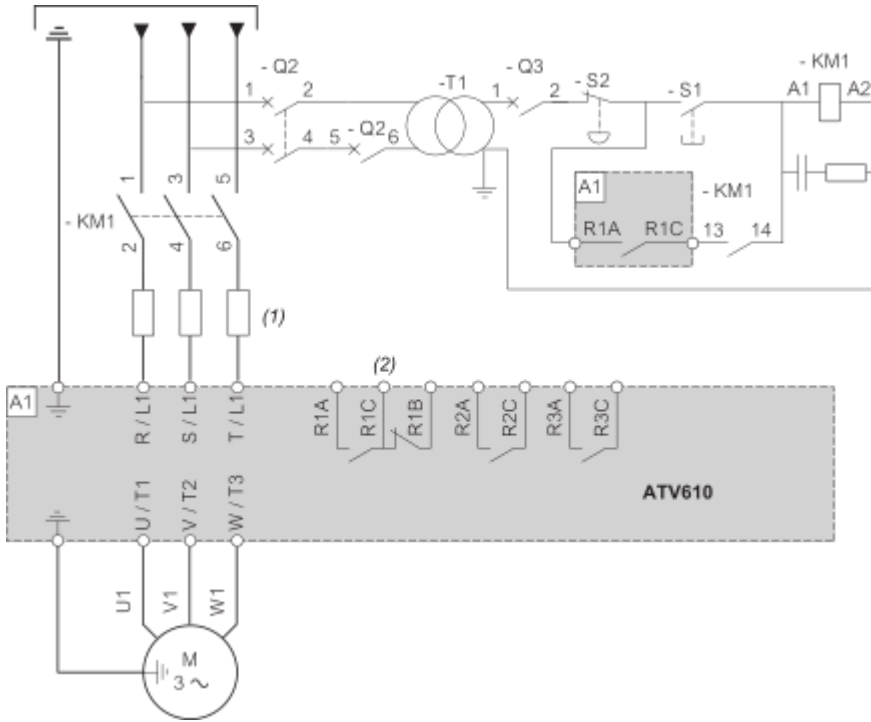 - Q2
1
2
-T1
1
- Q3
2
- S2
- S1
- KM1
A1
A2
3
4
5
- Q2
6
1
3
5
- KM1
2
4
6
A1
- KM1
R1A
R1C
13
14
(1)
(2)
A1
R / L1
S / L1
T / L1
R1A
R1C
R1B
R2A
R2C
R3A
R3C
ATV610
U / T1
V / T2
W / T3
U1
V1
W1
M
3 ~